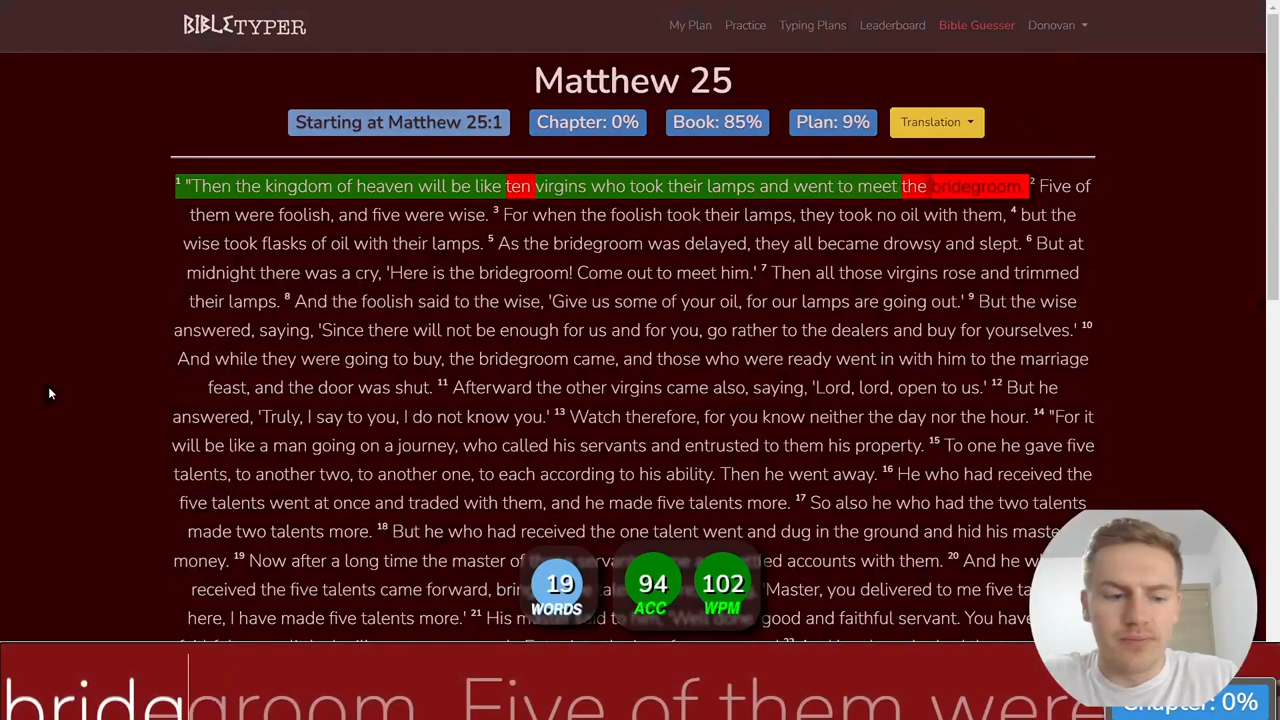 BIBLETYPER
My Plan Practice Typing Plans Leaderboard Bible Guesser Donovan
Matthew 25
Starting at Matthew 25:1 Chapter: 0% Book: 85% Plan: 9% Translation
1 "Then the kingdom of heaven will be like ten virgins who took their lamps and went to meet the bridegroom. 2 Five of
them were foolish, and five were wise. 3 For when the foolish took their lamps, they took no oil with them, 4 but the
wise took flasks of oil with their lamps. 5 As the bridegroom was delayed, they all became drowsy and slept. 6 But at
midnight there was a cry, 'Here is the bridegroom! Come out to meet him.' 7 Then all those virgins rose and trimmed
their lamps. 8 And the foolish said to the wise, 'Give us some of your oil, for our lamps are going out.' 9 But the wise
answered, saying, 'Since there will not be enough for us and for you, go rather to the dealers and buy for yourselves.' 10
And while they were going to buy, the bridegroom came, and those who were ready went in with him to the marriage
feast, and the door was shut. 11 Afterward the other virgins came also, saying, 'Lord, lord, open to us.' 12 But he
answered, 'Truly, I say to you, I do not know you.' 13 Watch therefore, for you know neither the day nor the hour. 14 "For it
will be like a man going on a journey, who called his servants and entrusted to them his property. 15 To one he gave five
talents, to another two, to another one, to each according to his ability. Then he went away. 16 He who had received the
five talents went at once and traded with them, and he made five talents more. 17 So also he who had the two talents
made two talents more. 18 But he who had received the one talent went and dug in the ground and hid his maste
money. 19 Now after a long time the master of servan tled accounts with them. 20 And he w
received the five talents came forward, brin 'Master, you delivered to me five ta
here, I have made five talents more.' 21 His good and faithful servant. You have
19 WORDS 94 ACC 102 WPM
bridegroom. Five of them were
Chapter: 0%